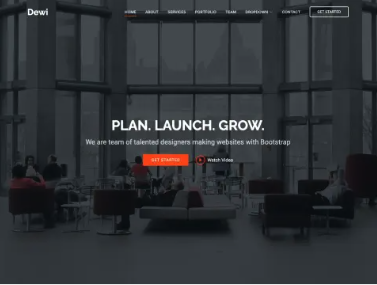 Dewi
HOME ABOUT SERVICES PORTFOLIO TEAM DROPDOWN CONTACT GET STARTED
PLAN. LAUNCH. GROW.
We are team of talented designers making websites with Bootstrap
GET STARTED Watch Video